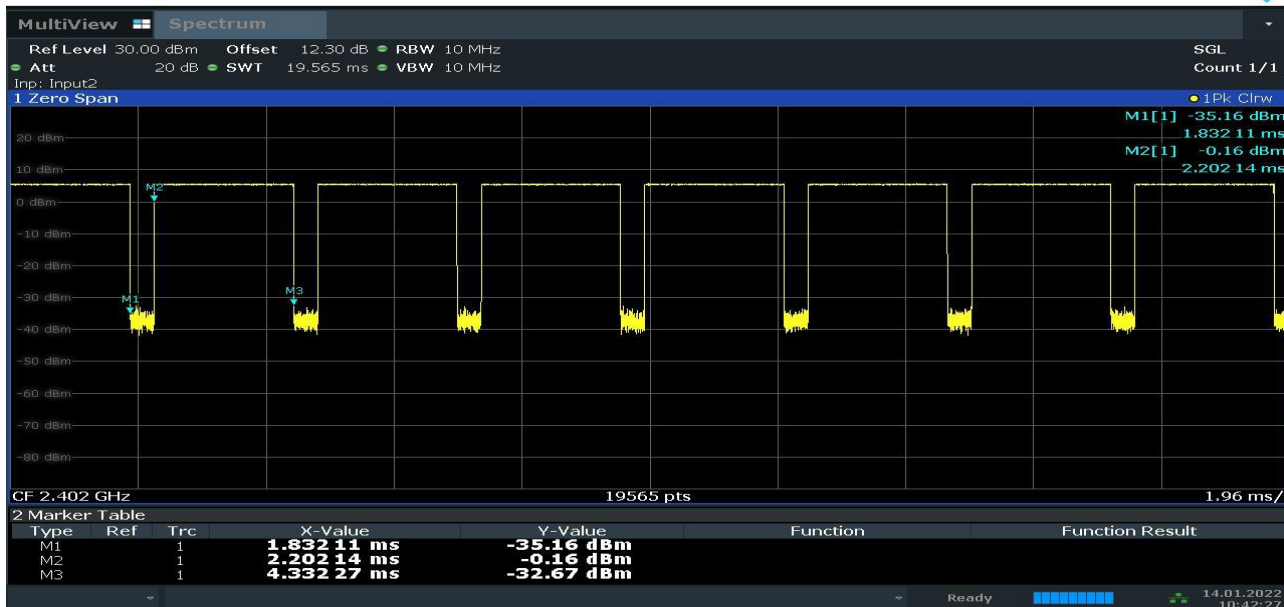 MultiView Spectrum
Ref Level 30.00 dBm Offset 12.30 dB RBW 10 MHz SGL
Att 20 dB SWT 19.565 ms VBW 10 MHz Count 1/1
Inp: Input2
1 Zero Span 1Pk Clrw
M1[1] -35.16 dBm
1.832 11 ms
M2[1] -0.16 dBm
2.202 14 ms
20 dBm
10 dBm
M2
0 dBm
-10 dBm
-20 dBm
M3
-30 dBm
M1
-40 dBm
-50 dBm
-60 dBm
-70 dBm
-80 dBm
CF 2.402 GHz 19565 pts 1.96 ms/
2 Marker Table
Type Ref Trc X-Value Y-Value Function Function Result
M1 1 1.832 11 ms -35.16 dBm
M2 1 2.202 14 ms -0.16 dBm
M3 1 4.332 27 ms -32.67 dBm
Ready 14.01.2022
10:42:27